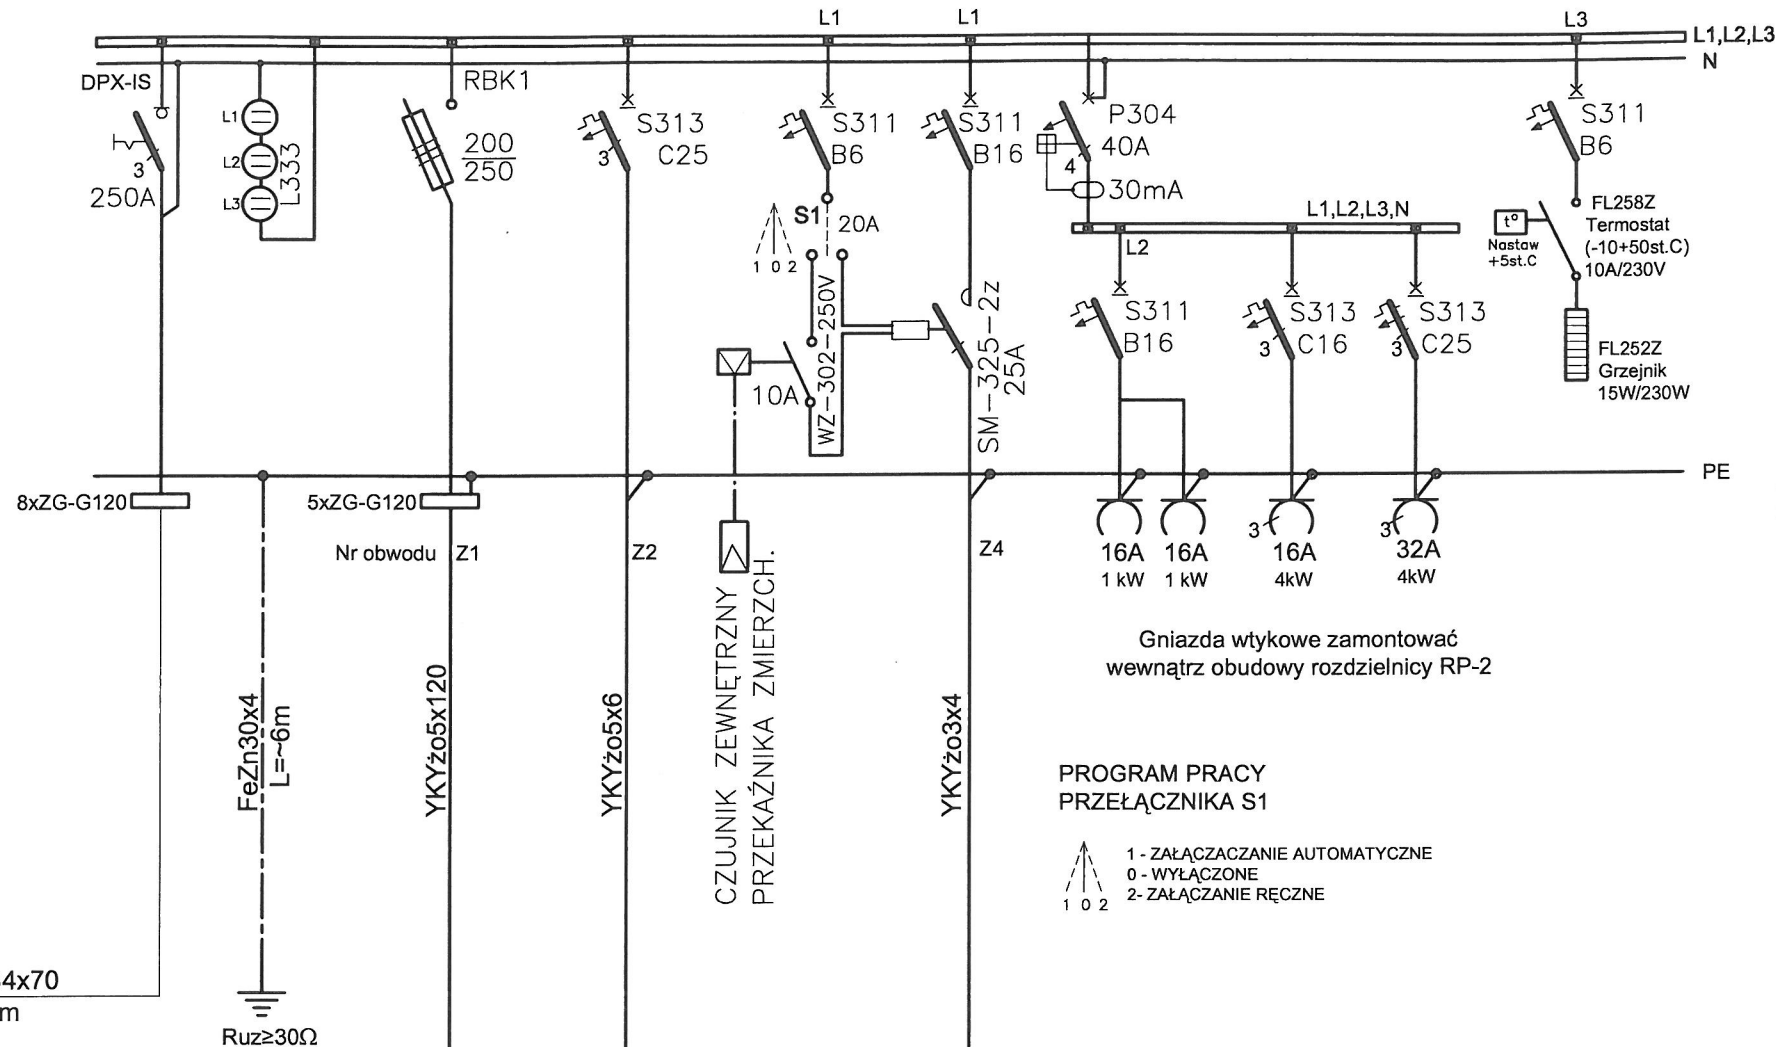 L1
L1
L3
L1,L2,L3
N
DPX-IS
3
250A
L1
L2
L3
L333
RBK1
200
250
S313
3
C25
S311
B6
S1
20A
1 0 2
WZ-302-250V
10A
S311
B16
SM-325-2z
25A
P304
40A
4
30mA
L1,L2,L3,N
L2
S311
B16
S313
3
C16
S313
3
C25
S311
B6
FL258Z
Termostat
(-10+50st.C)
10A/230V
t°
Nastaw
+5st.C
FL252Z
Grzejnik
15W/230W
PE
8xZG-G120
5xZG-G120
Nr obwodu
Z1
Z2
Z4
16A
1 kW
16A
1 kW
3
16A
4kW
3
32A
4kW
Gniazda wtykowe zamontować
wewnątrz obudowy rozdzielnicy RP-2
FeZn30x4
L=~6m
YKYżo5x120
YKYżo5x6
CZUJNIK ZEWNĘTRZNY
PRZEKAŹNIKA ZMIERZCH.
YKYżo3x4
PROGRAM PRACY
PRZEŁĄCZNIKA S1
1 0 2
1 - ZAŁĄCZACZANIE AUTOMATYCZNE
0 - WYŁĄCZONE
2- ZAŁĄCZANIE RĘCZNE
4x70
m
Ruz≥30Ω